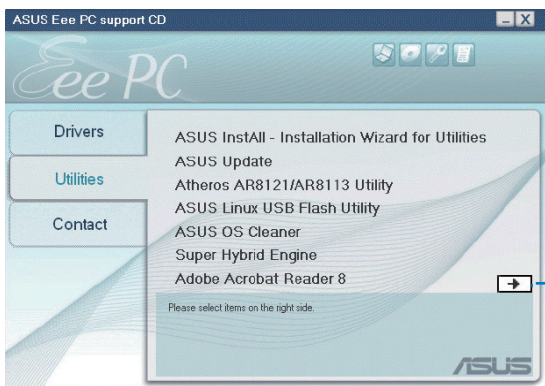 ASUS Eee PC support CD
Eee PC
Drivers
Utilities
Contact
ASUS InstAll - Installation Wizard for Utilities
ASUS Update
Atheros AR8121/AR8113 Utility
ASUS Linux USB Flash Utility
ASUS OS Cleaner
Super Hybrid Engine
Adobe Acrobat Reader 8
Please select items on the right side.
ASUS